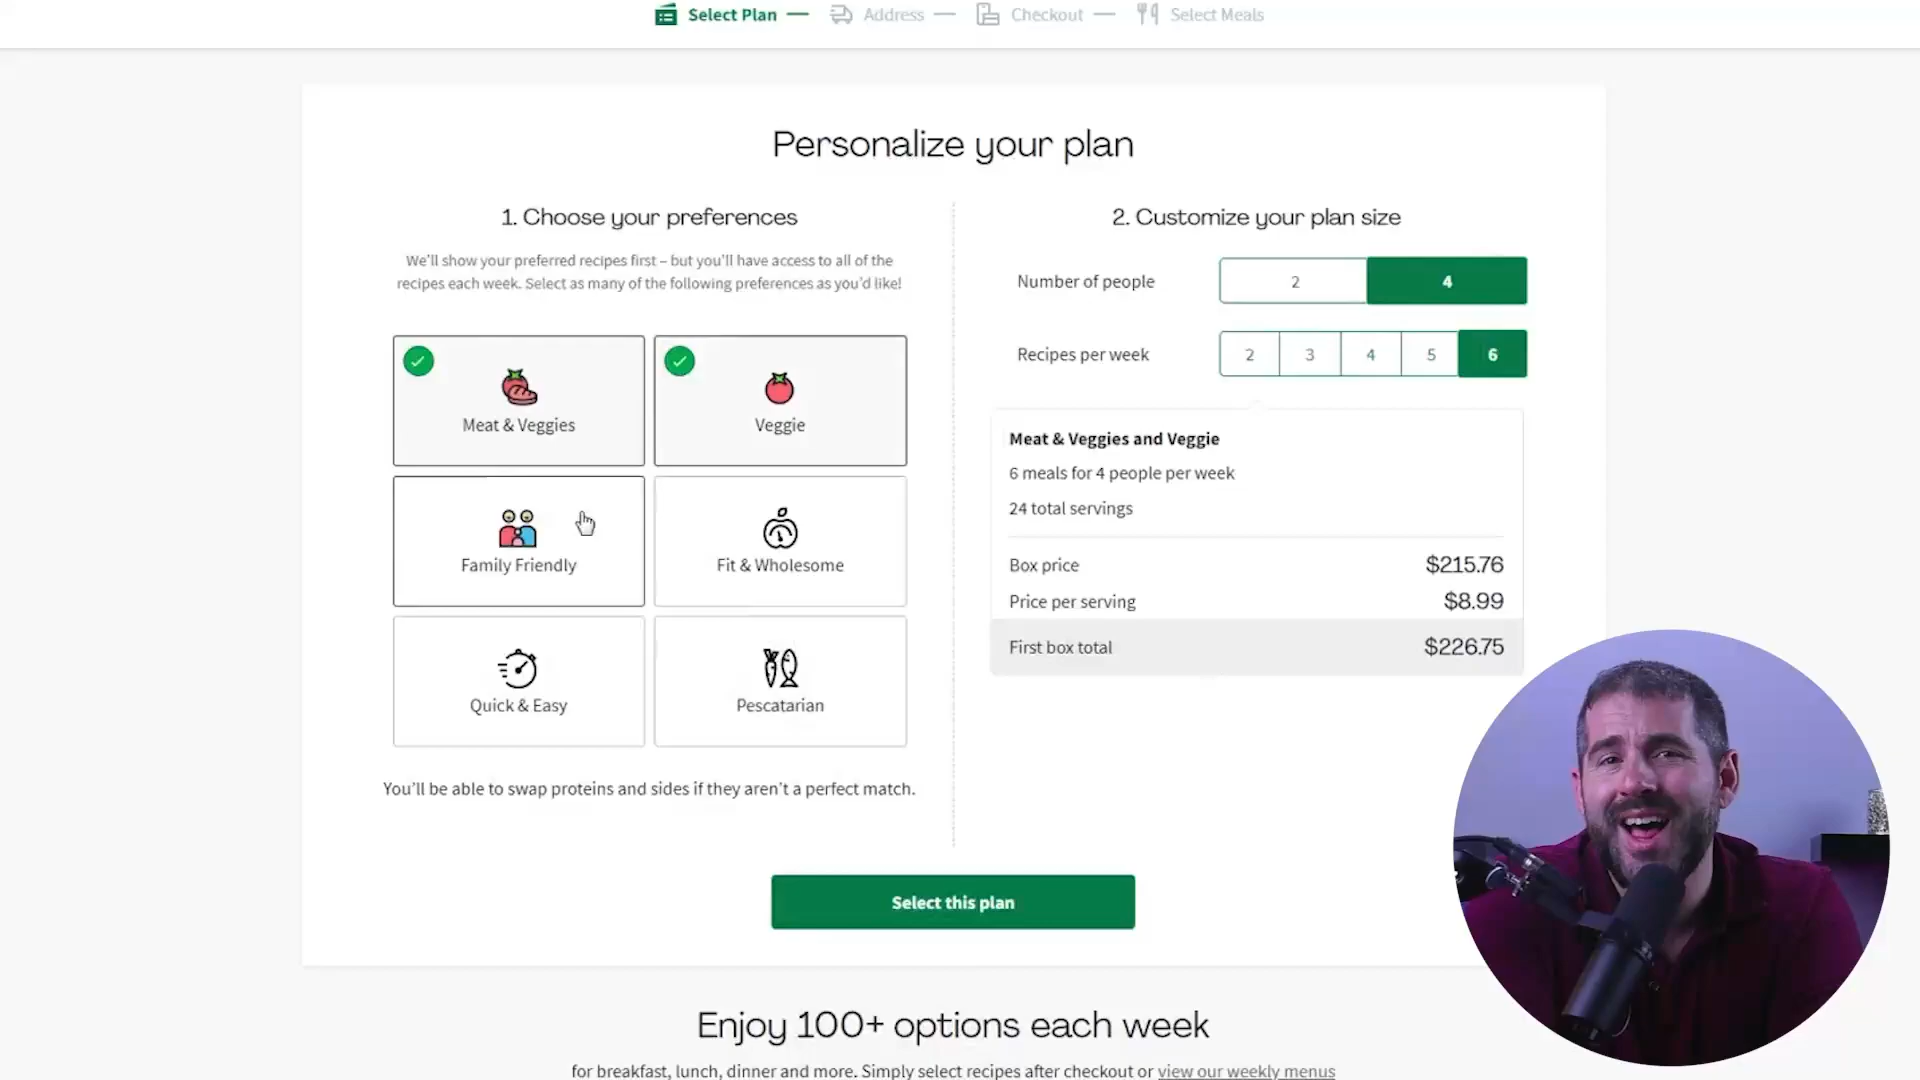 Select Plan
Address
Checkout
Select Meals
Personalize your plan
1. Choose your preferences
We'll show your preferred recipes first – but you'll have access to all of the
recipes each week. Select as many of the following preferences as you'd like!
Meat & Veggies
Veggie
Family Friendly
Fit & Wholesome
Quick & Easy
Pescatarian
You'll be able to swap proteins and sides if they aren't a perfect match.
2. Customize your plan size
Number of people
2
4
Recipes per week
2
3
4
5
6
Meat & Veggies and Veggie
6 meals for 4 people per week
24 total servings
Box price
$215.76
Price per serving
$8.99
First box total
$226.75
Select this plan
Enjoy 100+ options each week
for breakfast, lunch, dinner and more. Simply select recipes after checkout or view our weekly menus